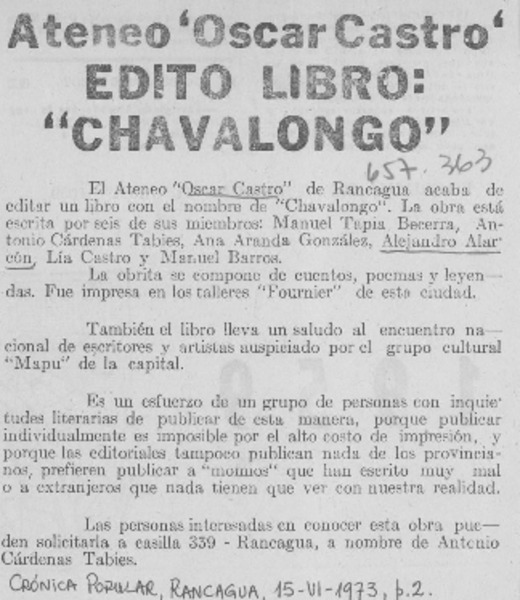 Ateneo 'Oscar Castro'
EDITO LIBRO:
"CHAVALONGO"
657.363
El Ateneo "Oscar Castro" de Rancagua acaba de
editar un libro con el nombre de "Chavalongo". La obra está
escrita por seis de sus miembros: Manuel Tapia Becerra, An-
tonio Cárdenas Tabies, Ana Aranda González, Alejandro Alar
cón, Lía Castro y Manuel Barros.
La obrita se compone de cuentos, poemas y leyen-
das. Fue impresa en los talleres "Fournier" de esta ciudad.
También el libro lleva un saludo al encuentro na-
cional de escritores y artistas auspiciado por el grupo cultural
"Mapu" de la capital.
Es un esfuerzo de un grupo de personas con inquie-
tudes literarias de publicar de esta manera, porque publicar
individualmente es imposible por el alto costo de impresión, y
porque las editoriales tampoco publican nada de los provincia-
nos, prefieren publicar a "momios" que han escrito muy mal
o a extranjeros que nada tienen que ver con nuestra realidad.
Las personas interesadas en conocer esta obra pue-
den solicitarla a casilla 339 - Rancagua, a nombre de Antonio
Cárdenas Tabies.
CRÓNICA POPULAR, RANCAGUA, 15-VI-1973, p.2.